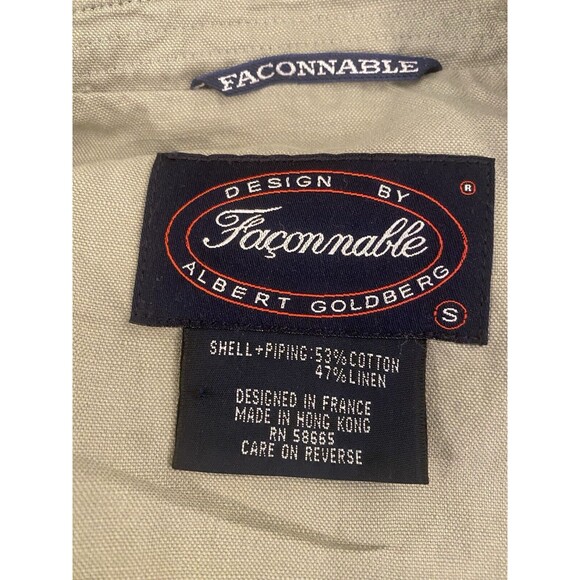 FACONNABLE
DESIGN BY
®
Façonnable
ALBERT GOLDBERG
S
SHELL+PIPING:53%COTTON
47%LINEN
DESIGNED IN FRANCE
MADE IN HONG KONG
RN 58665
CARE ON REVERSE